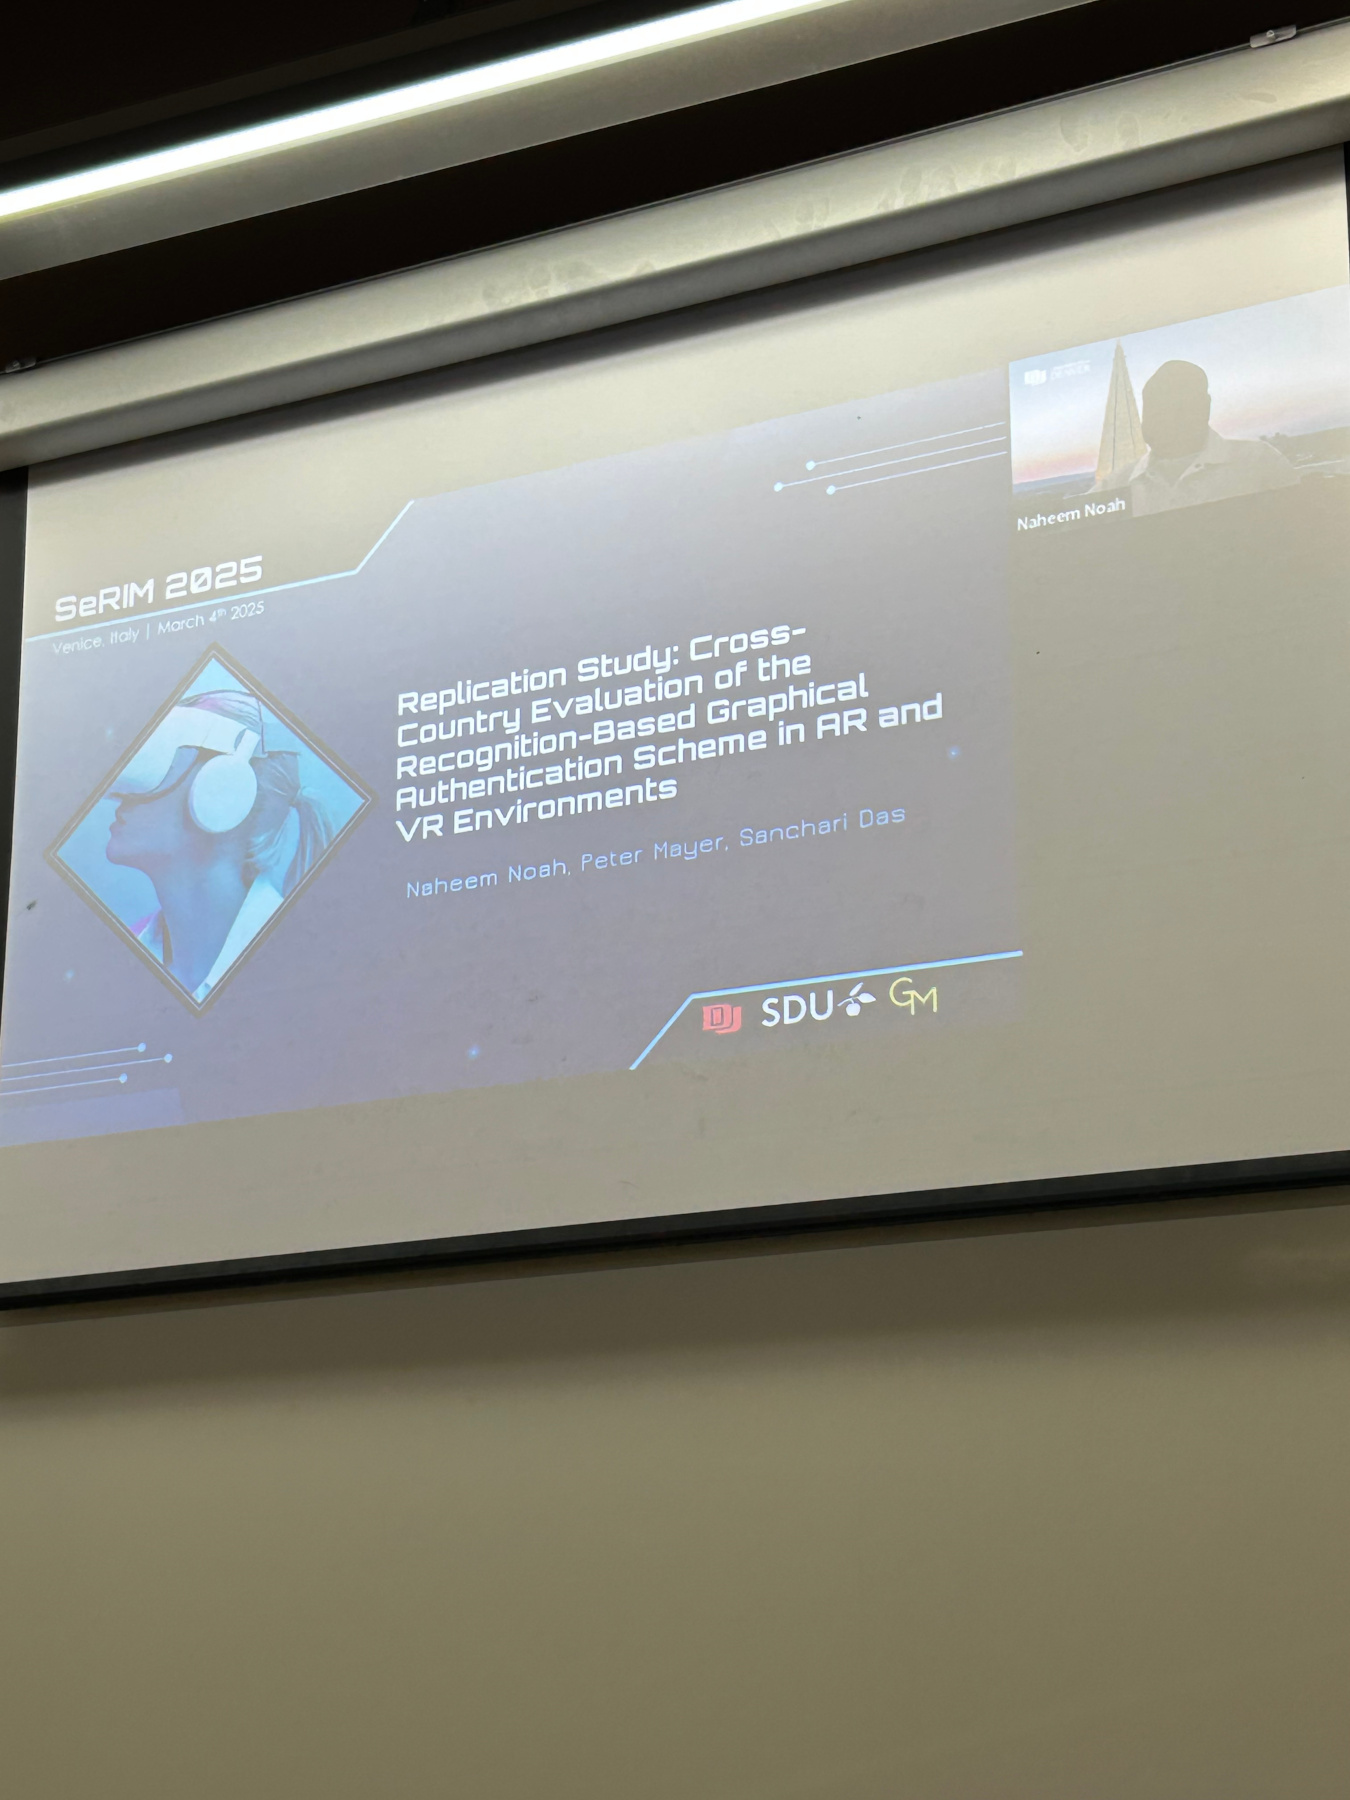 SeRIM 2025
Venice, Italy | March 4th 2025
Replication Study: Cross-
Country Evaluation of the
Recognition-Based Graphical
Authentication Scheme in AR and
VR Environments
Naheem Noah, Peter Mayer, Sanchari Das
SDU
GM
DENVER
Naheem Noah